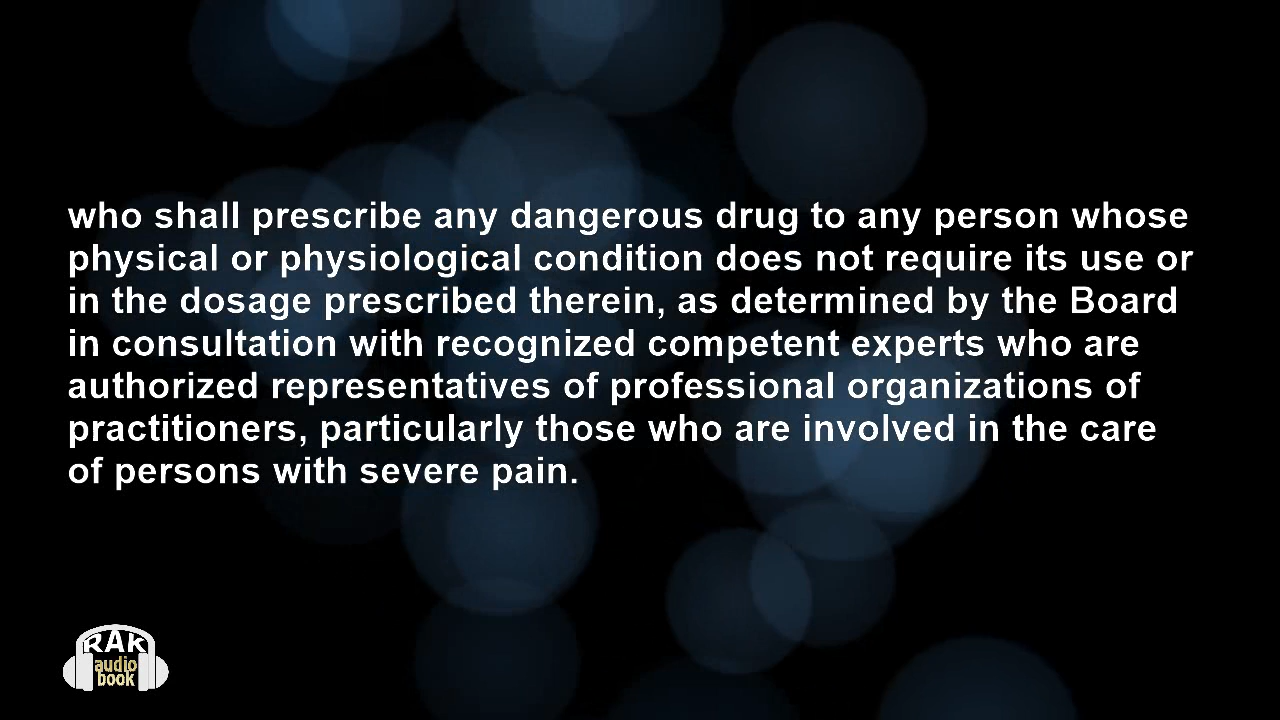 who shall prescribe any dangerous drug to any person whose
physical or physiological condition does not require its use or
in the dosage prescribed therein, as determined by the Board
in consultation with recognized competent experts who are
authorized representatives of professional organizations of
practitioners, particularly those who are involved in the care
of persons with severe pain.
RAK
audio
book